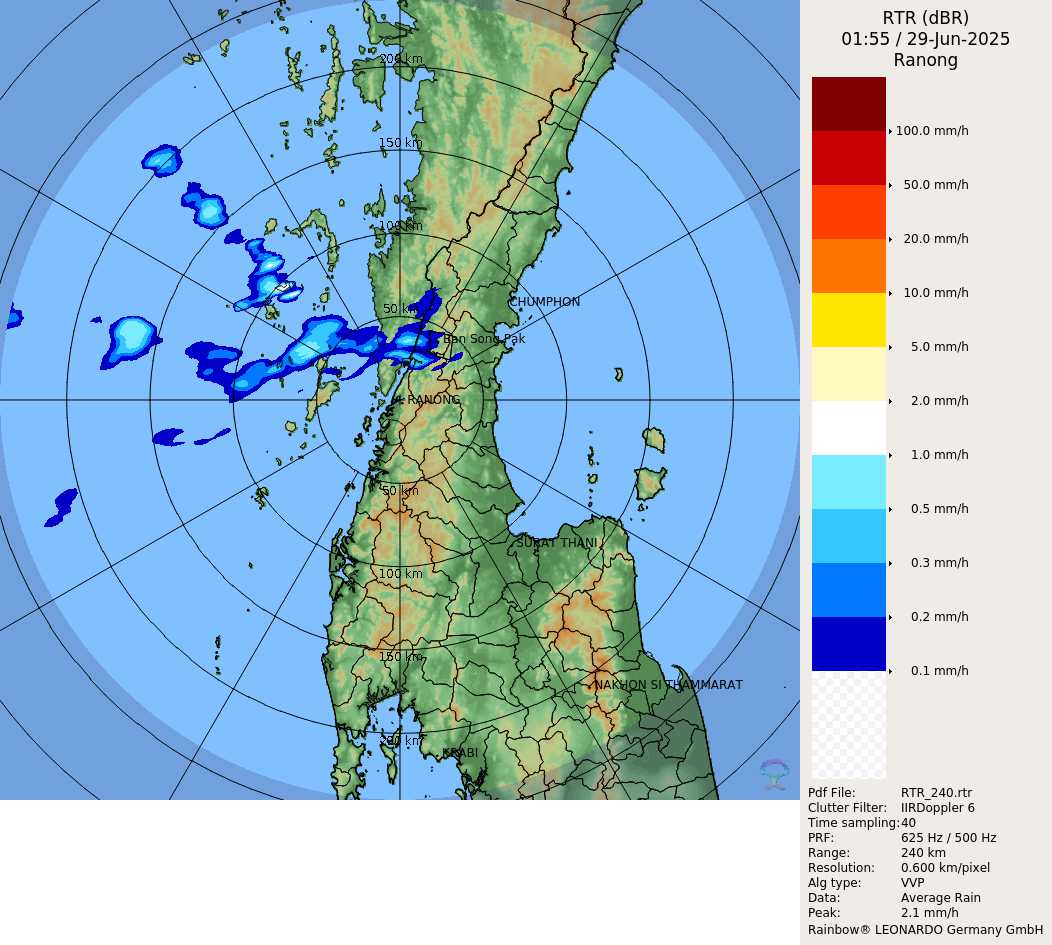 RTR (dBR)
01:55 / 29-Jun-2025
Ranong
200 km
150 km
100 km
50 km
CHUMPHON
Ban Song Pak
RANONG
50 km
SURAT THANI
100 km
150 km
NAKHON SI THAMMARAT
200 km
KRABI
100.0 mm/h
50.0 mm/h
20.0 mm/h
10.0 mm/h
5.0 mm/h
2.0 mm/h
1.0 mm/h
0.5 mm/h
0.3 mm/h
0.2 mm/h
0.1 mm/h
Pdf File: RTR_240.rtr
Clutter Filter: IIRDoppler 6
Time sampling:40
PRF: 625 Hz / 500 Hz
Range: 240 km
Resolution: 0.600 km/pixel
Alg type: VVP
Data: Average Rain
Peak: 2.1 mm/h
Rainbow® LEONARDO Germany GmbH